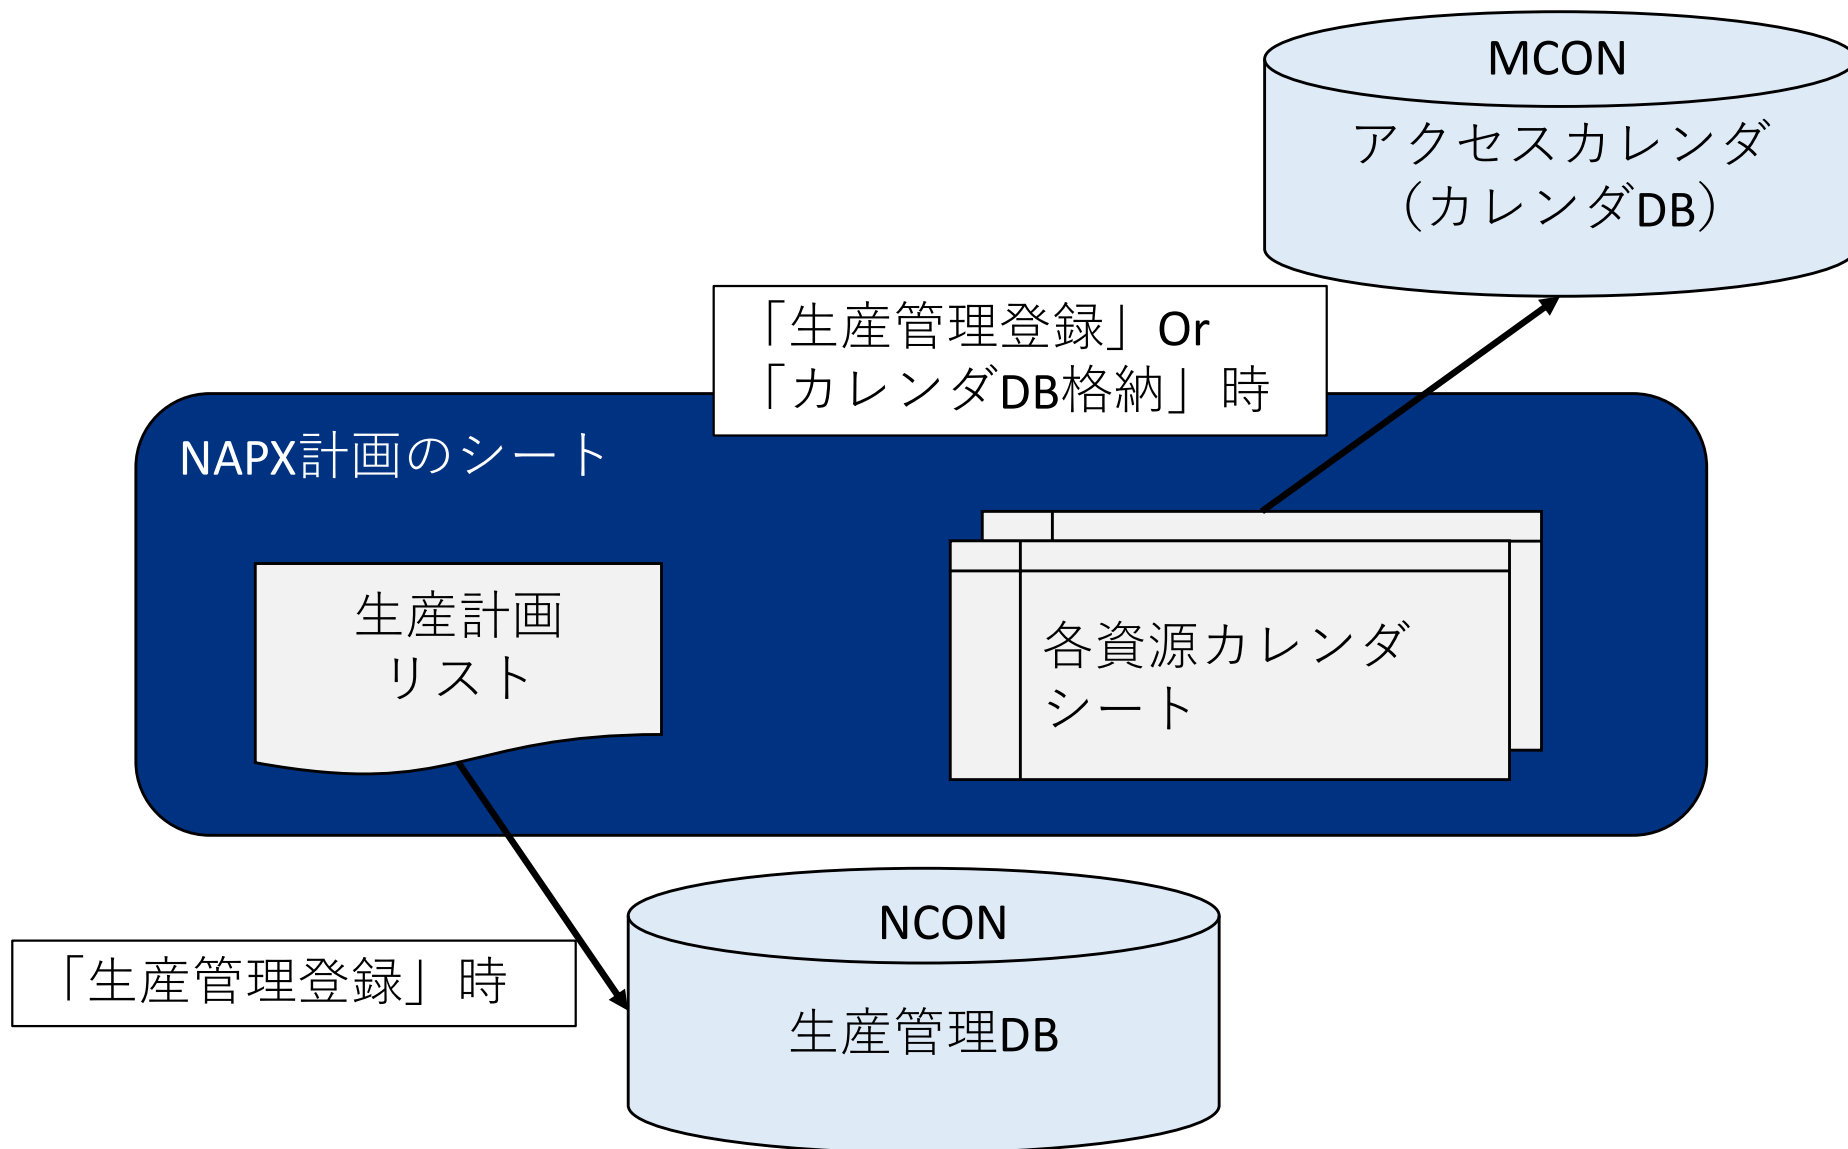 MCON
アクセスカレンダ
（カレンダDB）
「生産管理登録」Or
「カレンダDB格納」時
NAPX計画のシート
生産計画
リスト
各資源カレンダ
シート
NCON
「生産管理登録」時
生産管理DB